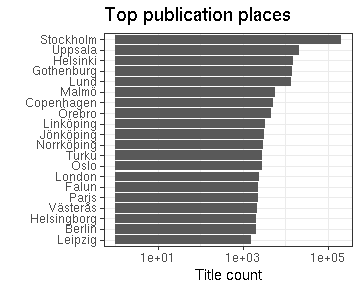 Top publication places
Stockholm
Uppsala
Helsinki
Gothenburg
Lund
Malmö
Copenhagen
Örebro
Linköping
Jönköping
Norrköping
Turku
Oslo
London
Falun
Paris
Västerås
Helsingborg
Berlin
Leipzig
1e+01 1e+03 1e+05
Title count